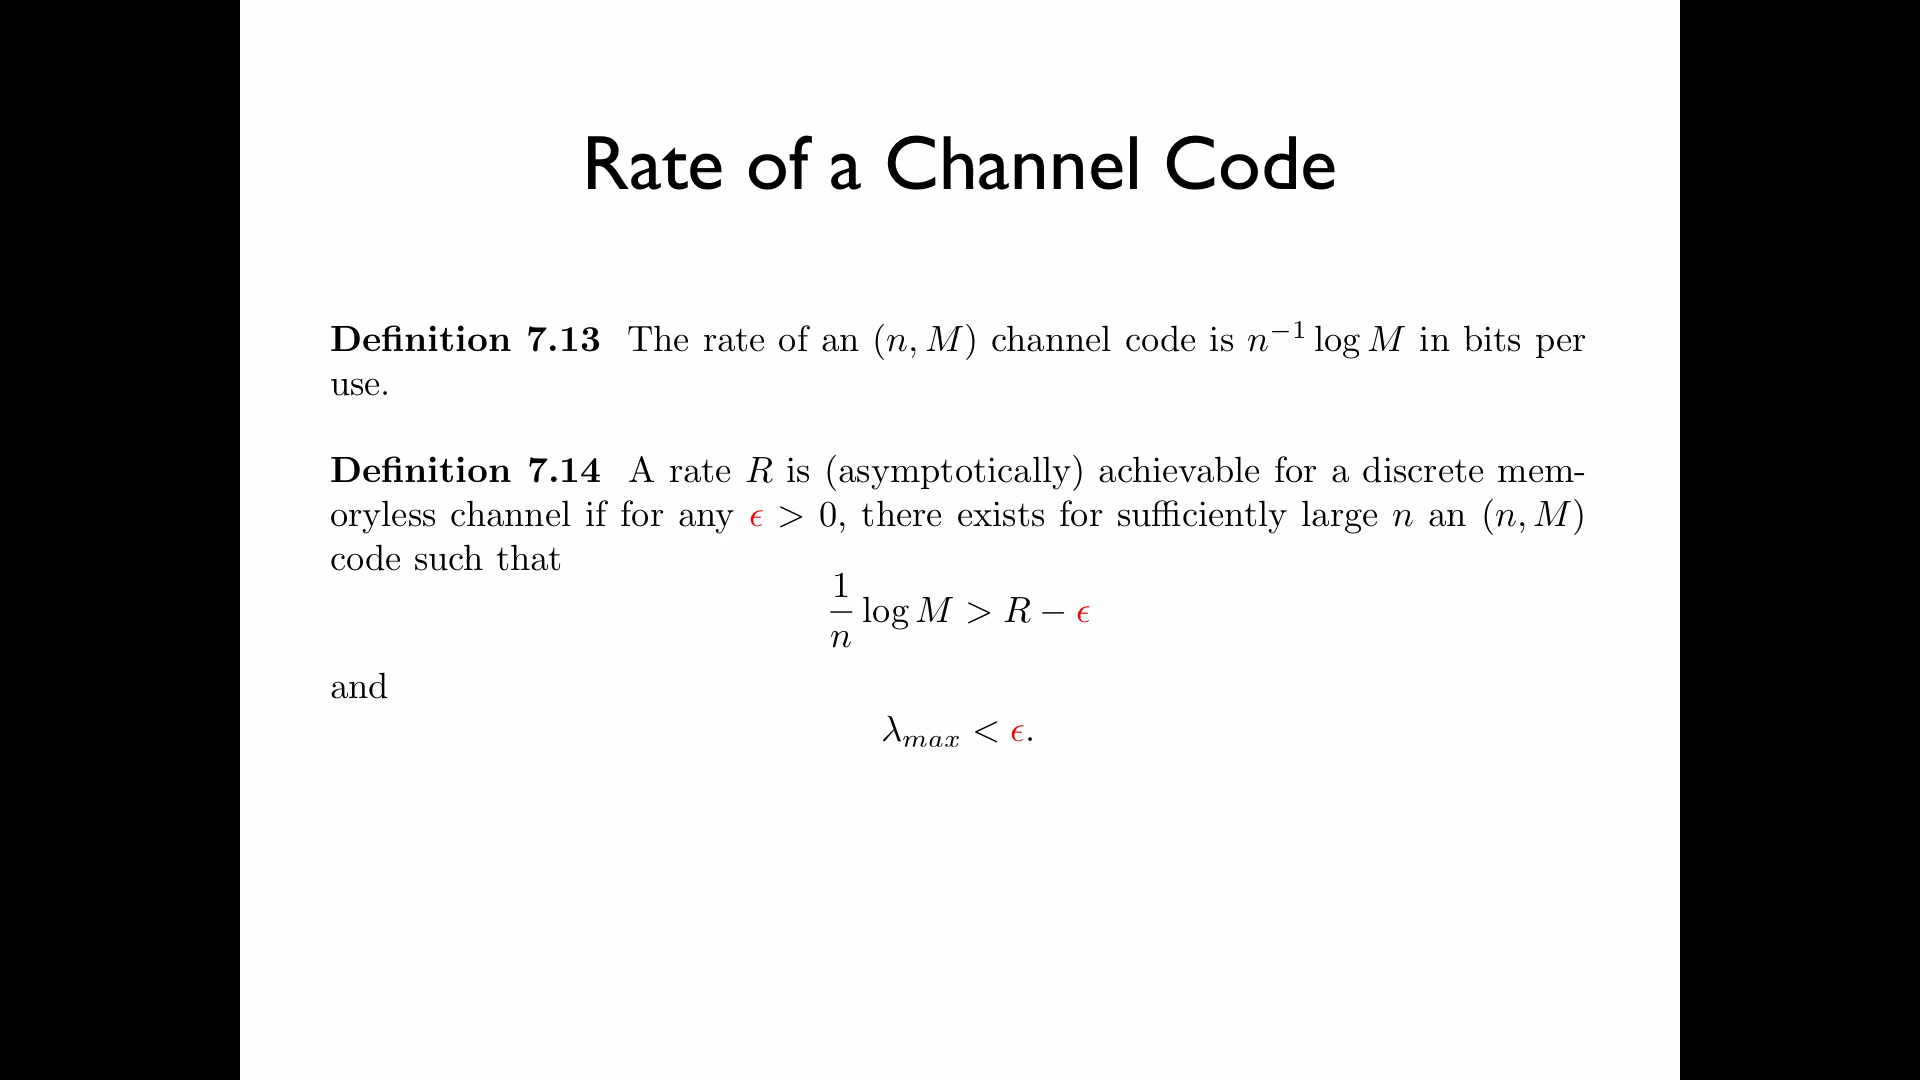 Rate of a Channel Code
Definition 7.13 The rate of an (n, M) channel code is n⁻¹ log M in bits per
use.
Definition 7.14 A rate R is (asymptotically) achievable for a discrete mem-
oryless channel if for any ϵ > 0, there exists for sufficiently large n an (n, M)
code such that
1/n log M > R − ϵ
and
λ_max < ϵ.